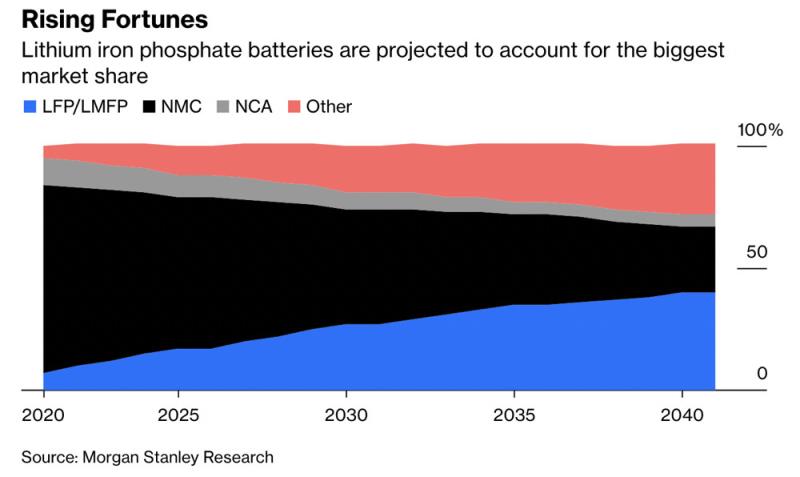 Rising Fortunes
Lithium iron phosphate batteries are projected to account for the biggest
market share
LFP/LMFP NMC NCA Other
100%
50
0
2020 2025 2030 2035 2040
Source: Morgan Stanley Research